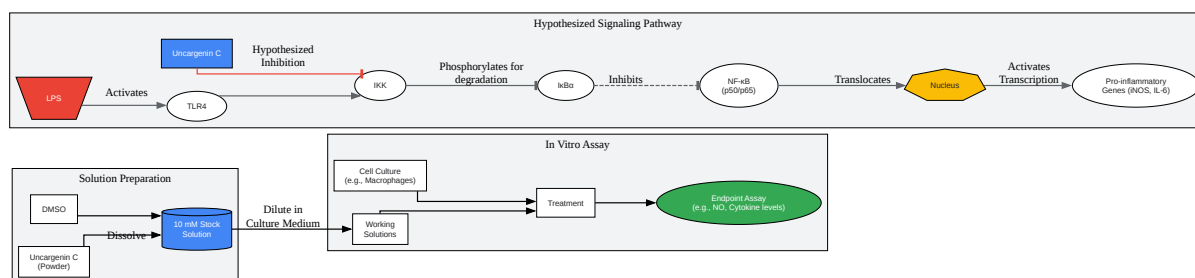 Hypothesized Signaling Pathway
Uncargenin C
Hypothesized
Inhibition
LPS
Activates
TLR4
IKK
Phosphorylates for
degradation
IκBα
Inhibits
NF-κB
(p50/p65)
Translocates
Nucleus
Activates
Transcription
Pro-inflammatory
Genes (iNOS, IL-6)
Solution Preparation
DMSO
Uncargenin C
(Powder)
Dissolve
10 mM Stock
Solution
Dilute in
Culture Medium
In Vitro Assay
Cell Culture
(e.g., Macrophages)
Working
Solutions
Treatment
Endpoint Assay
(e.g., NO, Cytokine levels)